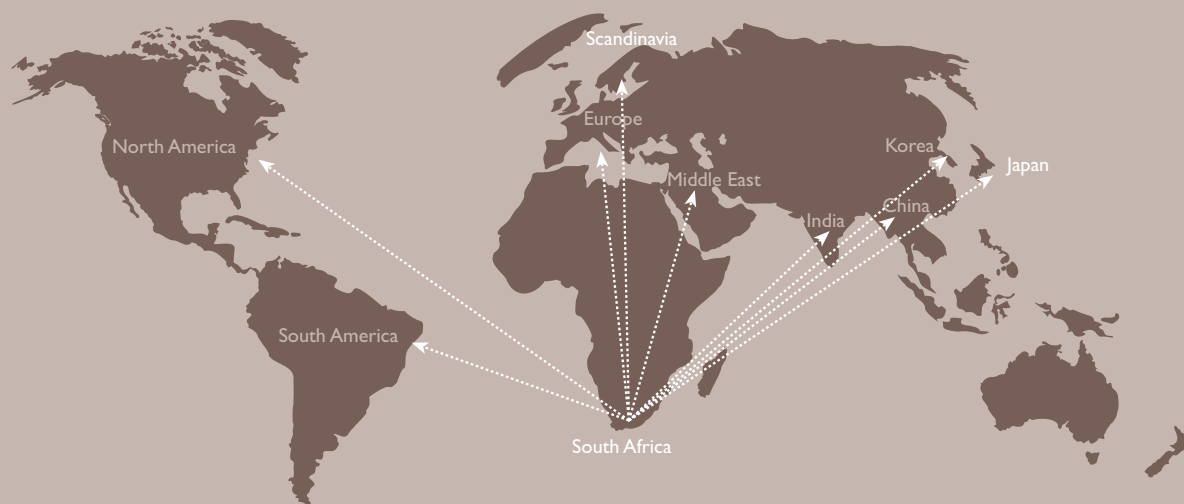 Scandinavia
Europe
North America
Korea
Japan
Middle East
China
India
South America
South Africa